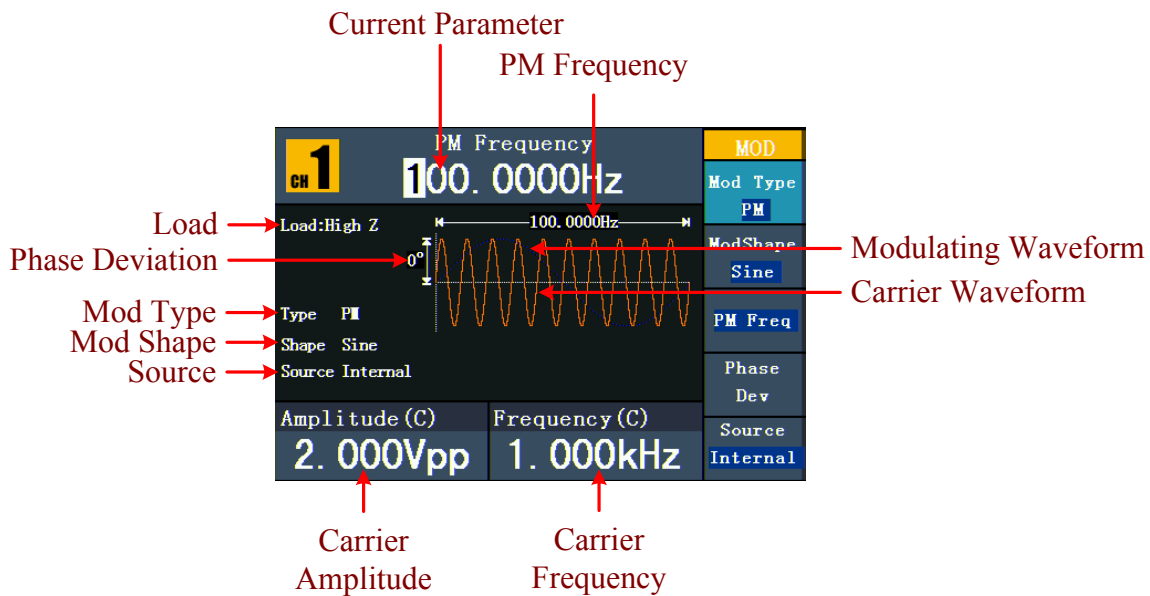 Current Parameter
PM Frequency
PM Frequency
MOD
CH 1
100.0000Hz
Mod Type
PM
Load
Load:High Z
100.0000Hz
ModShape
Sine
Modulating Waveform
Phase Deviation
0°
Carrier Waveform
Mod Type
Type PM
PM Freq
Mod Shape
Shape Sine
Source
Source Internal
Phase
Dev
Amplitude(C)
Frequency(C)
Source
Internal
2.000Vpp
1.000kHz
Carrier
Amplitude
Carrier
Frequency